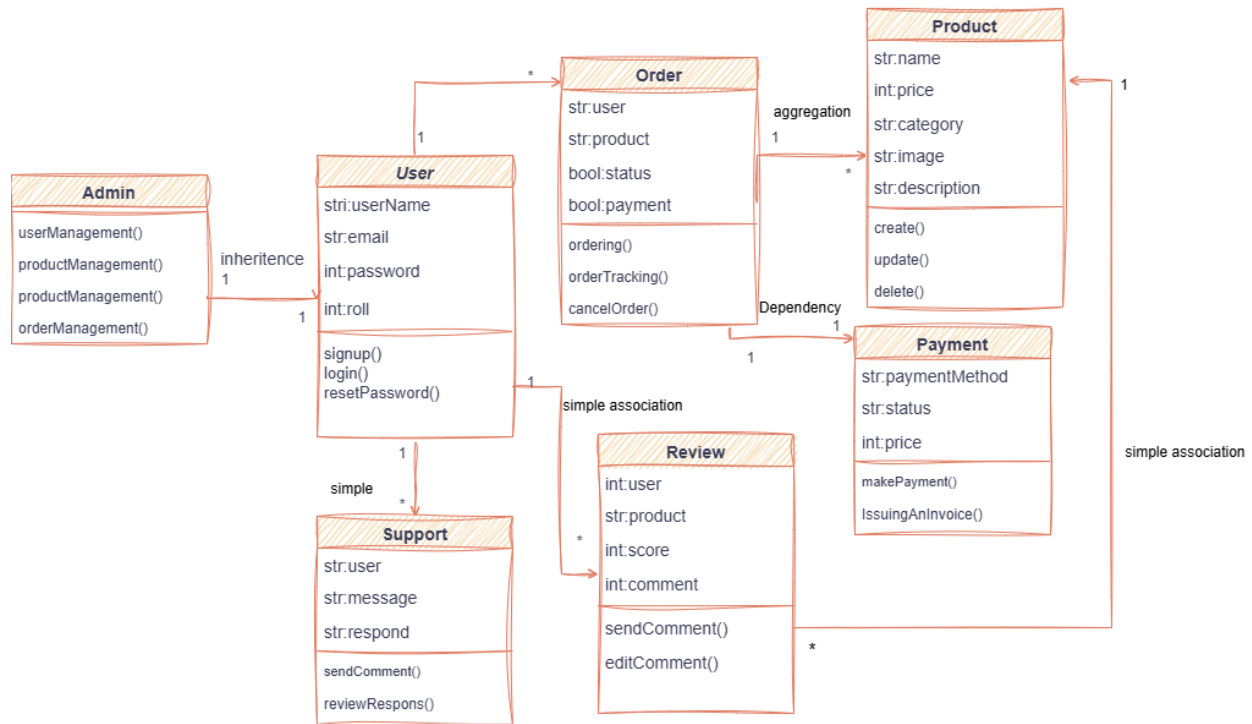 Admin
userManagement()
productManagement()
productManagement()
orderManagement()
inheritence
1
1
User
stri:userName
str:email
int:password
int:roll
signup()
login()
resetPassword()
1
*
Order
str:user
str:product
bool:status
bool:payment
ordering()
orderTracking()
cancelOrder()
aggregation
1
*
Product
str:name
int:price
str:category
str:image
str:description
create()
update()
delete()
1
Dependency
1
1
Payment
str:paymentMethod
str:status
int:price
makePayment()
IssuingAnInvoice()
simple association
1
simple association
*
Review
int:user
str:product
int:score
int:comment
sendComment()
editComment()
*
1
simple
*
Support
str:user
str:message
str:respond
sendComment()
reviewRespons()